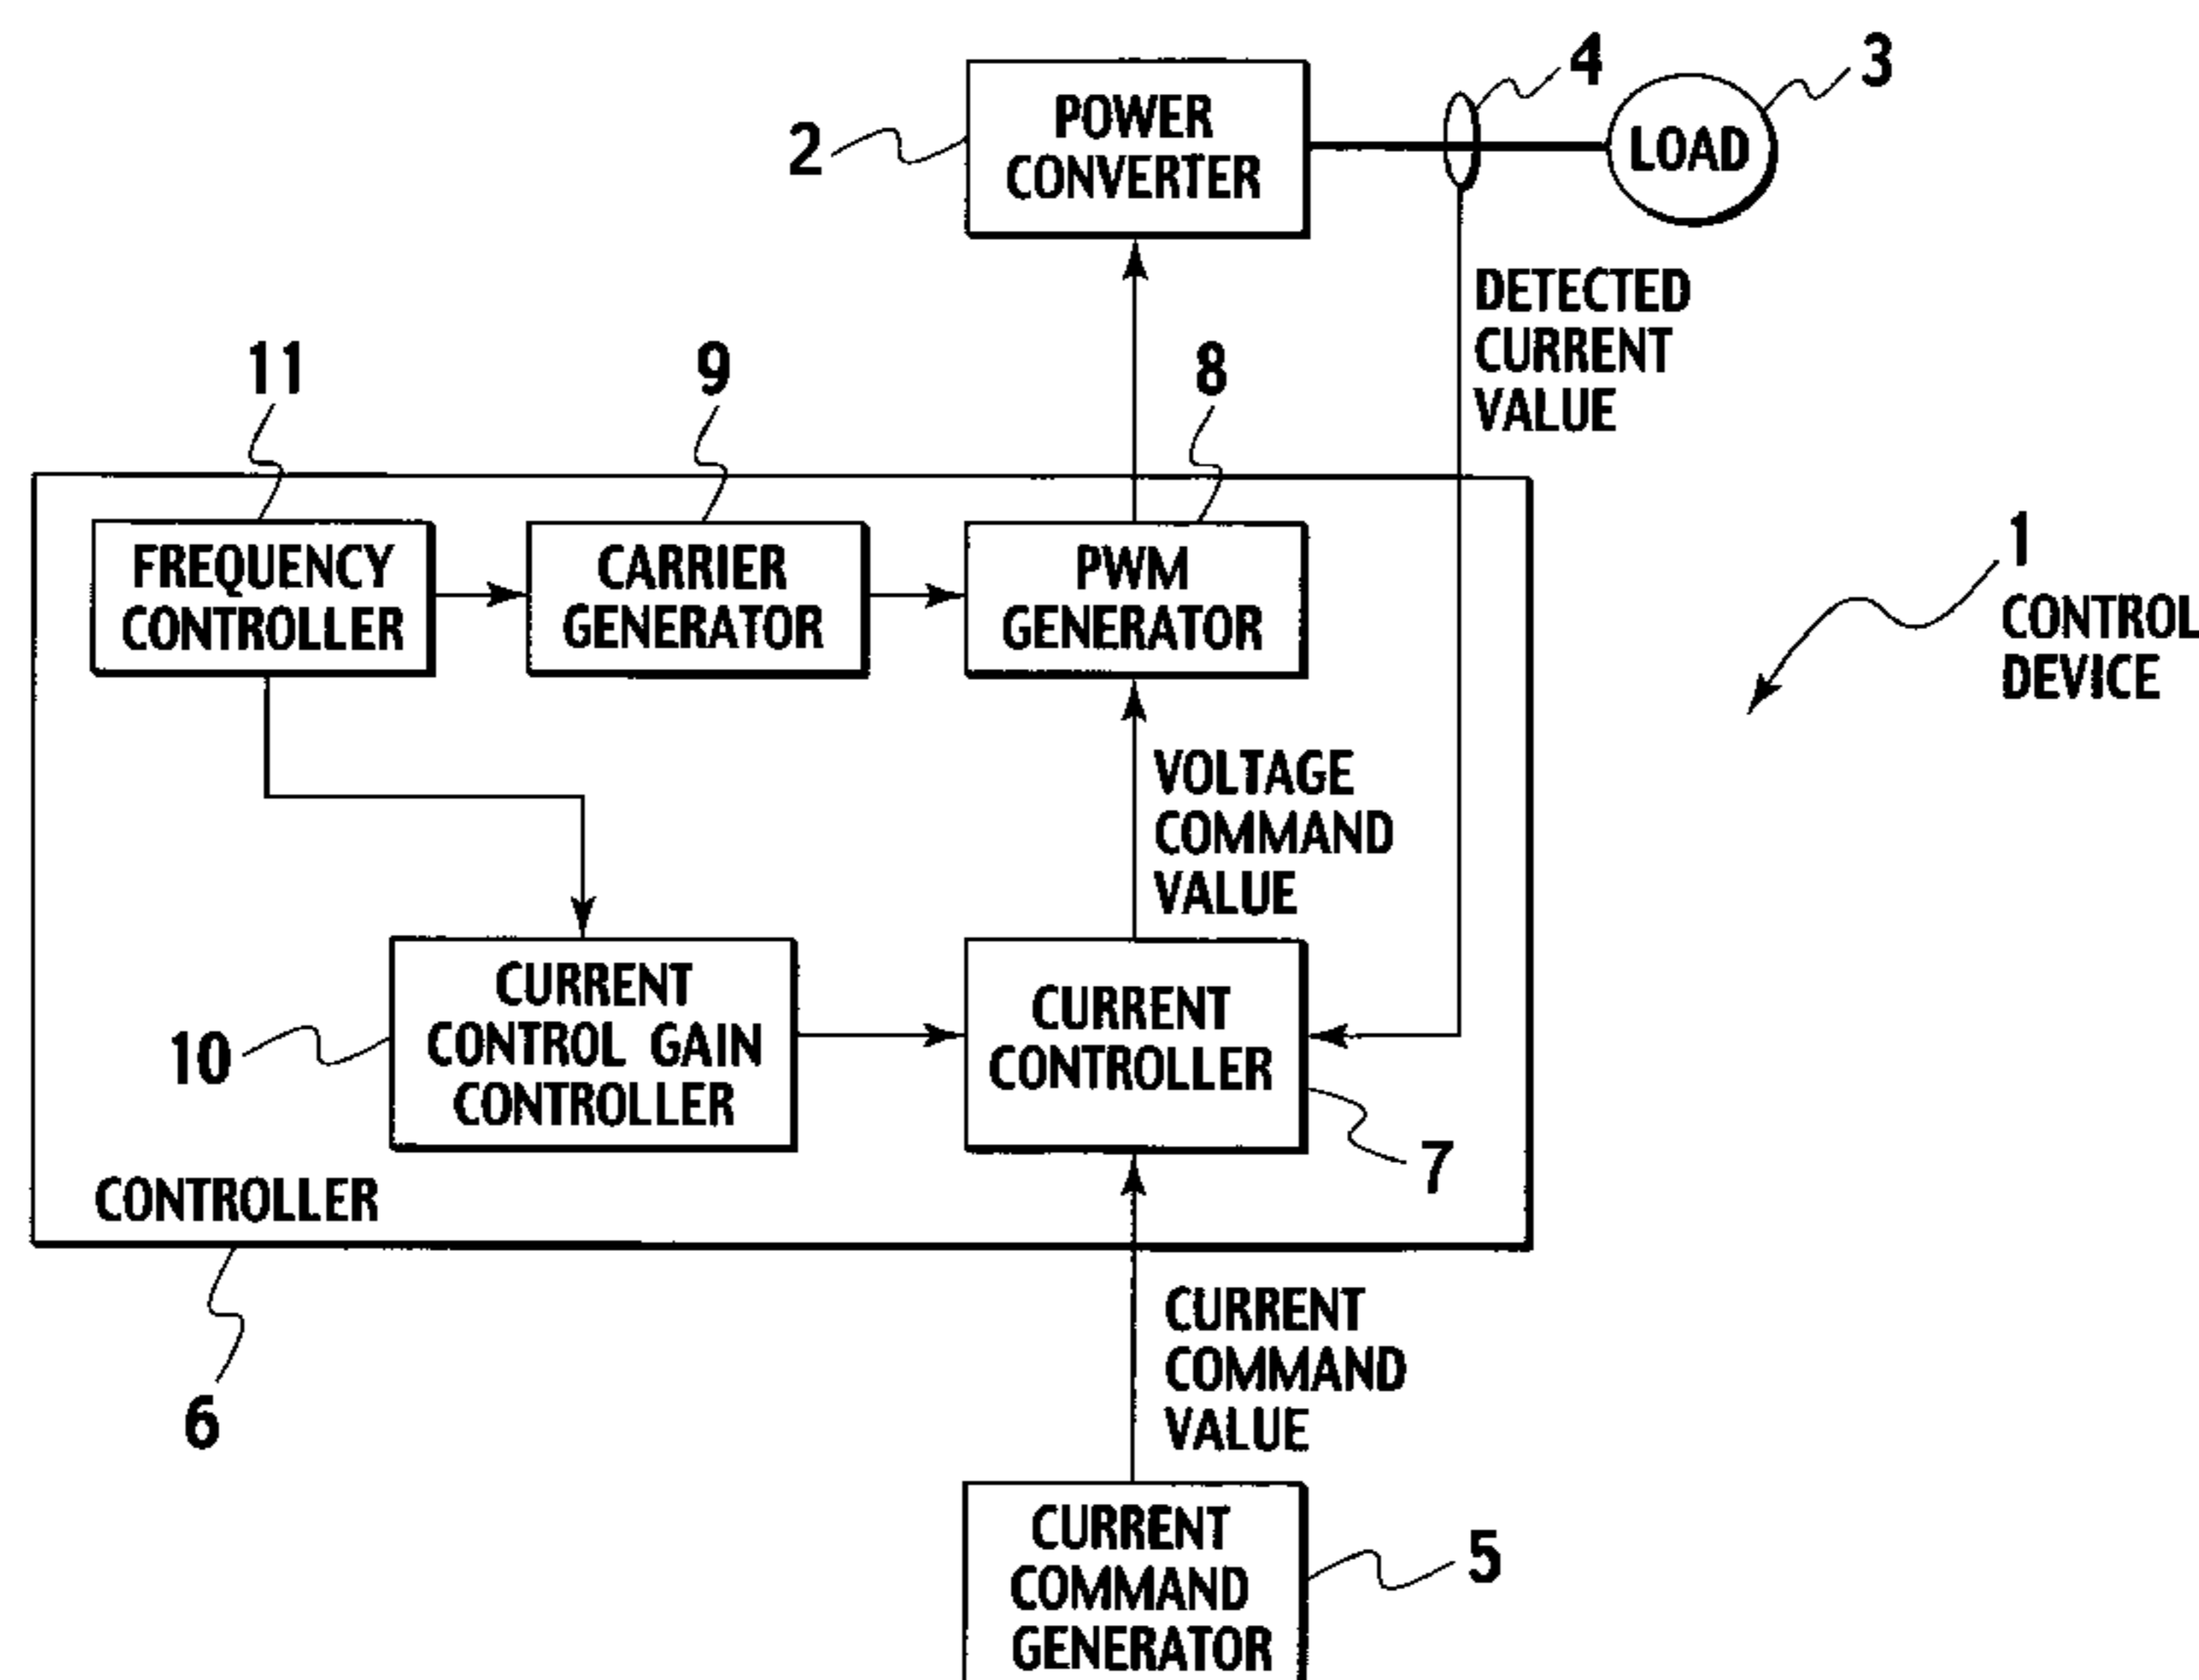 4
3
POWER
CONVERTER
LOAD
2
DETECTED
CURRENT
VALUE
11
9
8
FREQUENCY
CONTROLLER
CARRIER
GENERATOR
PWM
GENERATOR
1
CONTROL
DEVICE
VOLTAGE
COMMAND
VALUE
CURRENT
CONTROL GAIN
CONTROLLER
10
CURRENT
CONTROLLER
7
CONTROLLER
6
CURRENT
COMMAND
VALUE
CURRENT
COMMAND
GENERATOR
5